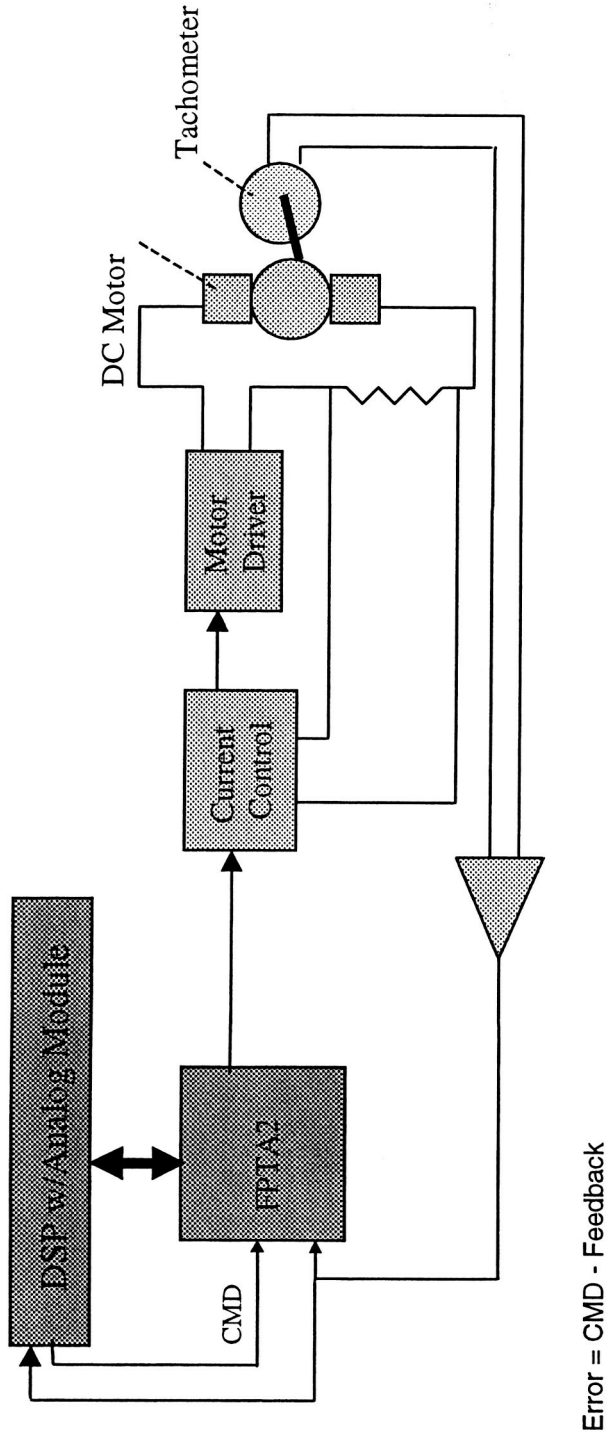 DSP w/Analog Module
FPTA2
CMD
Current
Control
Motor
Driver
DC Motor
Tachometer
Error = CMD - Feedback